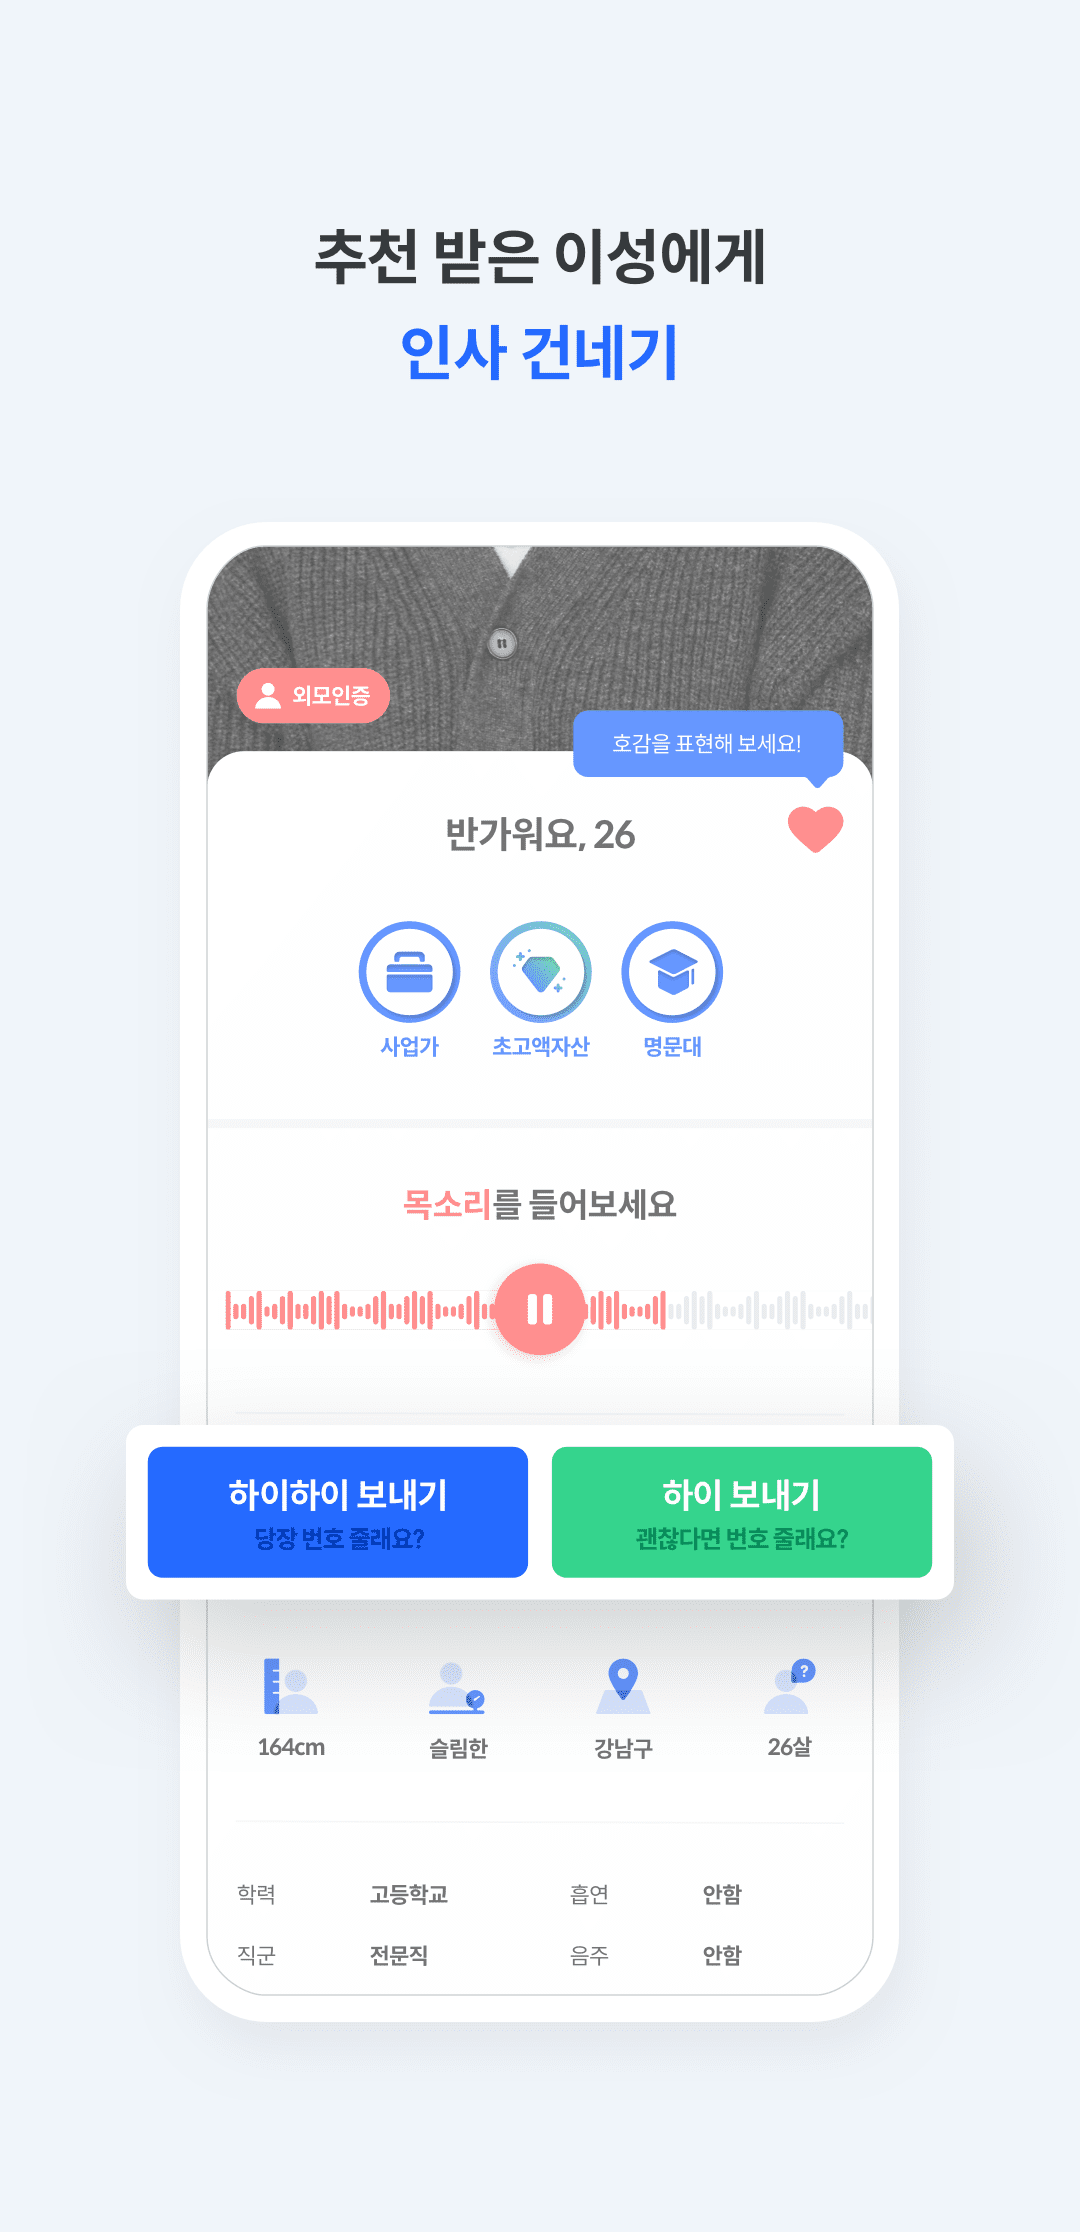 추천 받은 이성에게
인사 건네기
외모인증
호감을 표현해 보세요!
반가워요, 26
사업가 초고액자산 명문대
목소리를 들어보세요
하이하이 보내기
당장 번호 줄래요?
하이 보내기
괜찮다면 번호 줄래요?
?
164cm 슬림한 강남구 26살
학력 고등학교 흡연 안함
직군 전문직 음주 안함